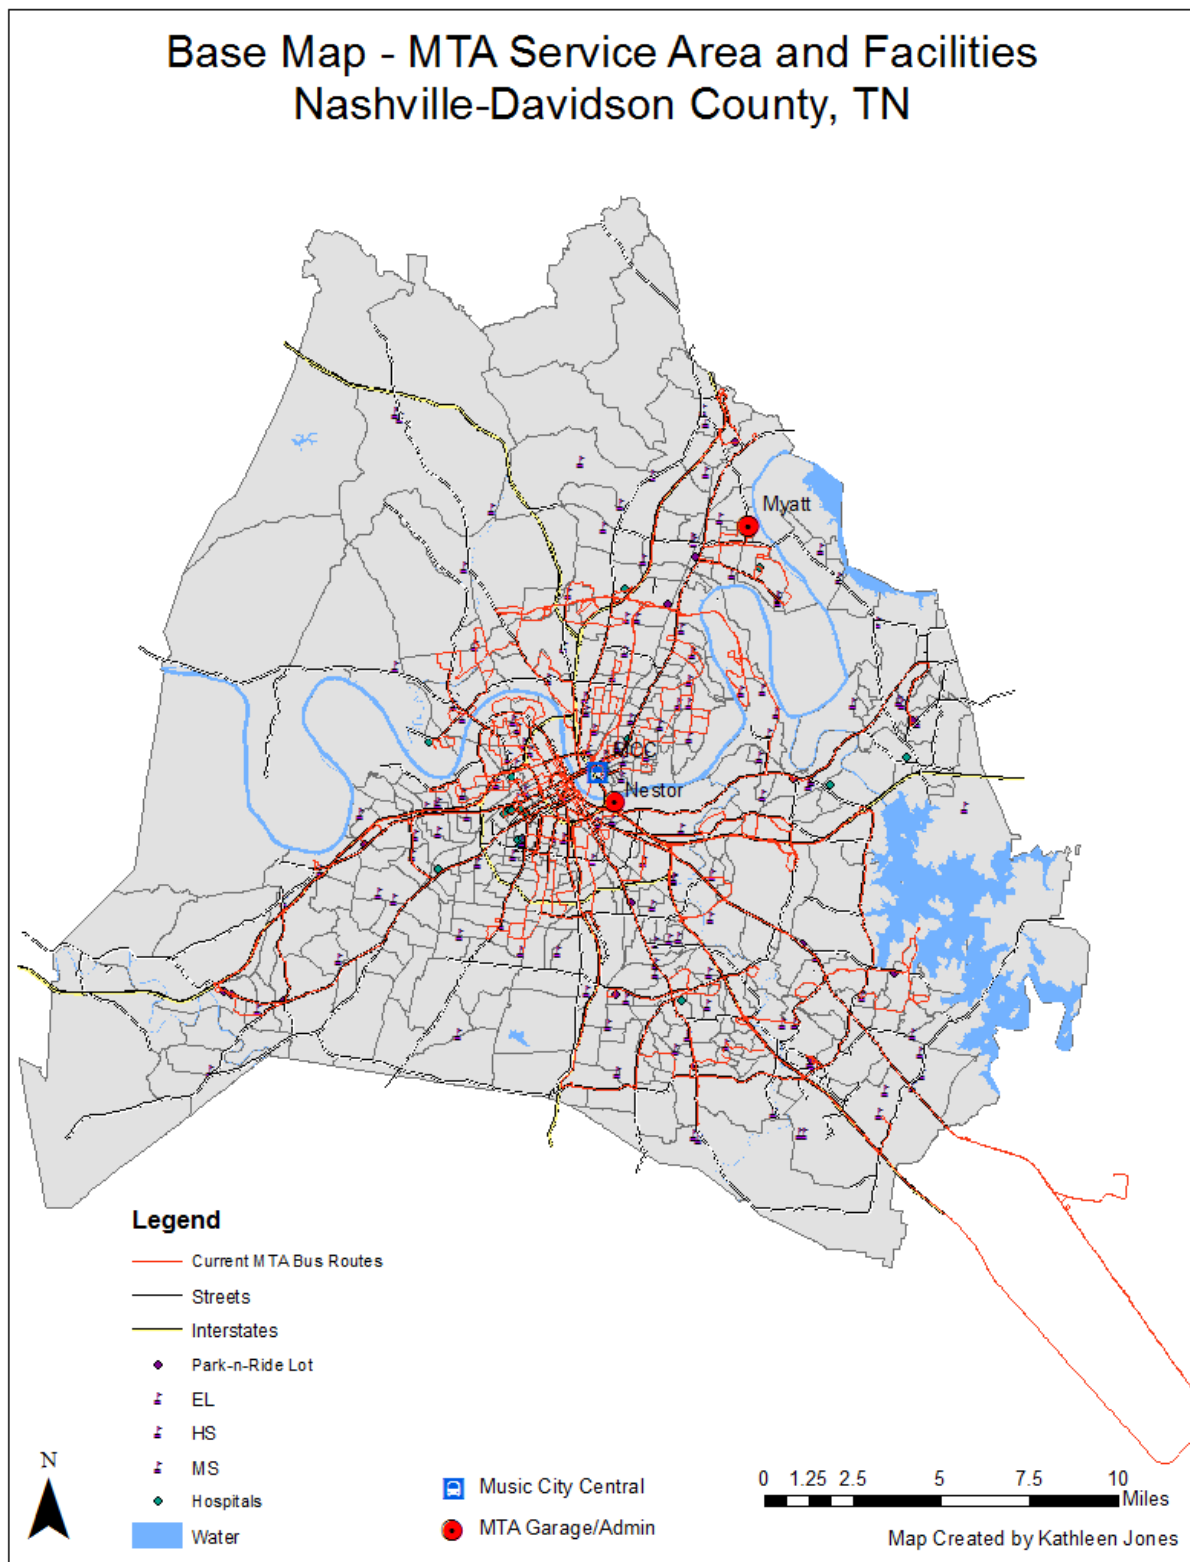 Base Map - MTA Service Area and Facilities
Nashville-Davidson County, TN
Myatt
Nestor
Legend
Current MTA Bus Routes
Streets
Interstates
Park-n-Ride Lot
EL
HS
MS
Hospitals
Water
N
Music City Central
MTA Garage/Admin
0 1.25 2.5 5 7.5 10
Miles
Map Created by Kathleen Jones